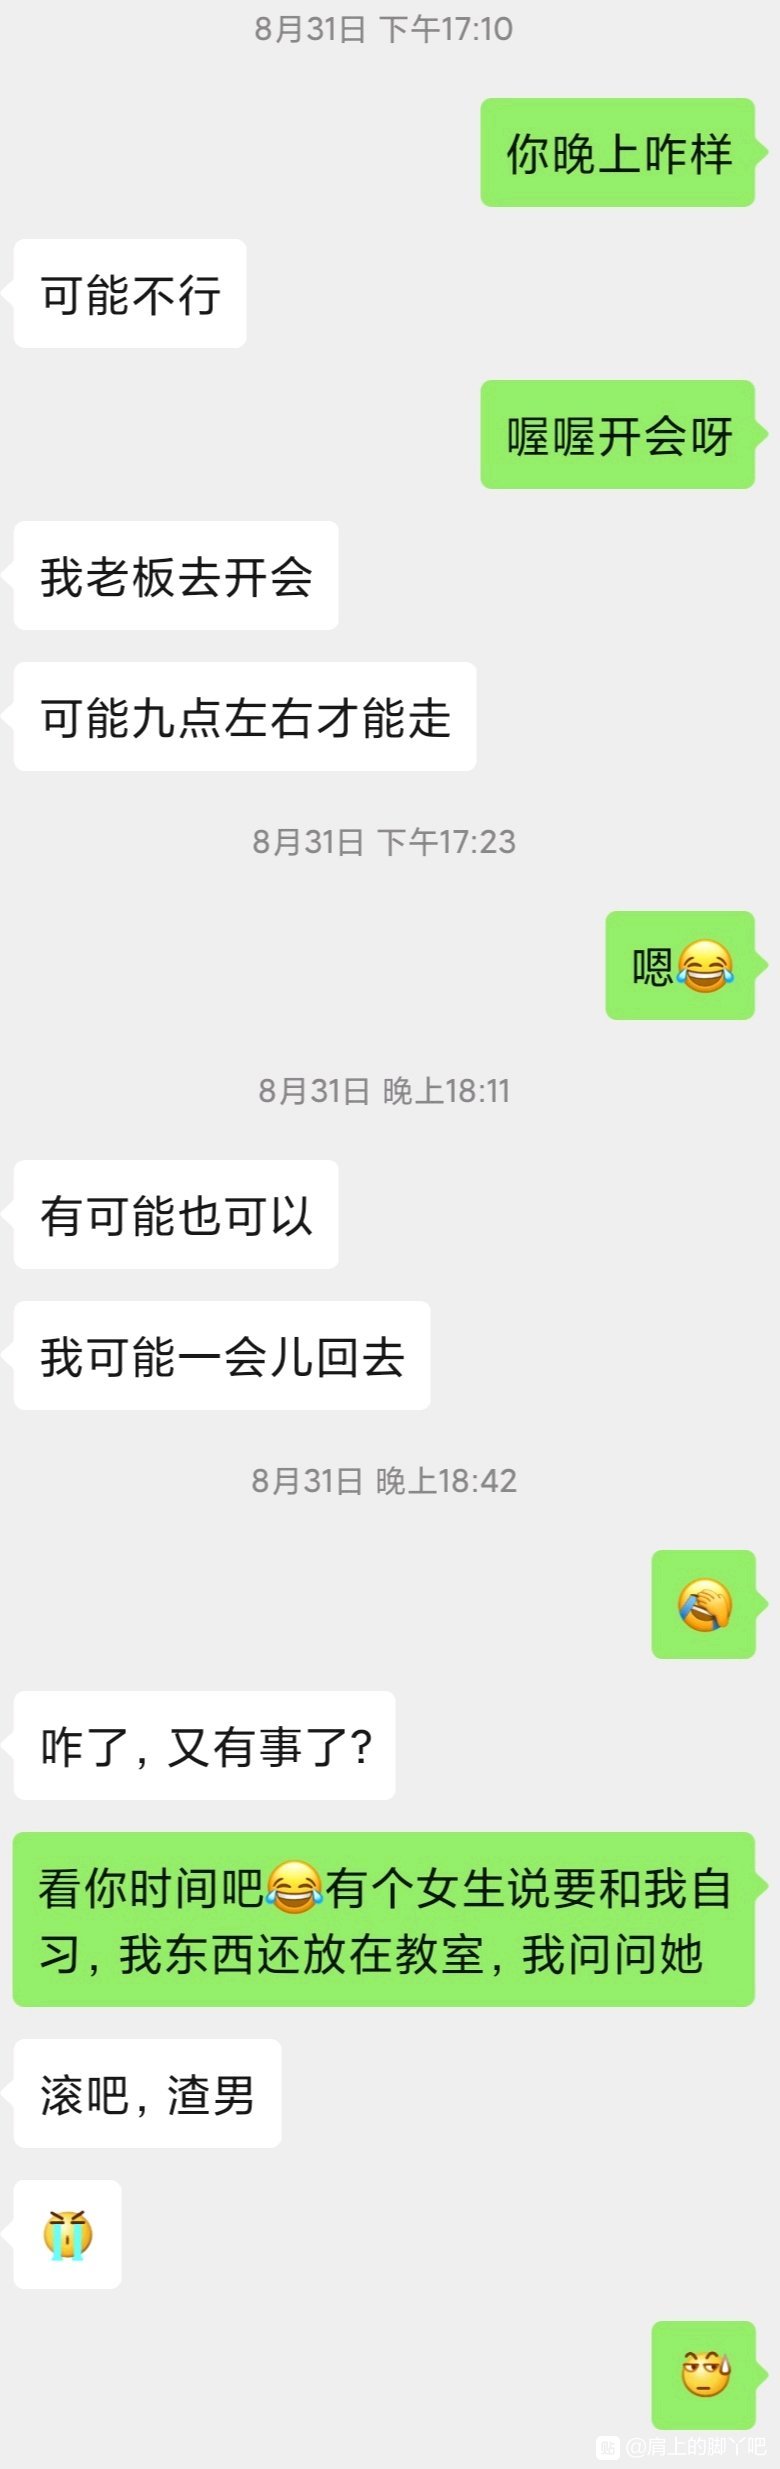 8月31日 下午17:10
你晚上咋样
可能不行
喔喔开会呀
我老板去开会
可能九点左右才能走
8月31日 下午17:23
嗯😂
8月31日 晚上18:11
有可能也可以
我可能一会儿回去
8月31日 晚上18:42
咋了，又有事了?
看你时间吧😂有个女生说要和我自
习，我东西还放在教室，我问问她
滚吧，渣男
贴 @肩上的脚丫吧